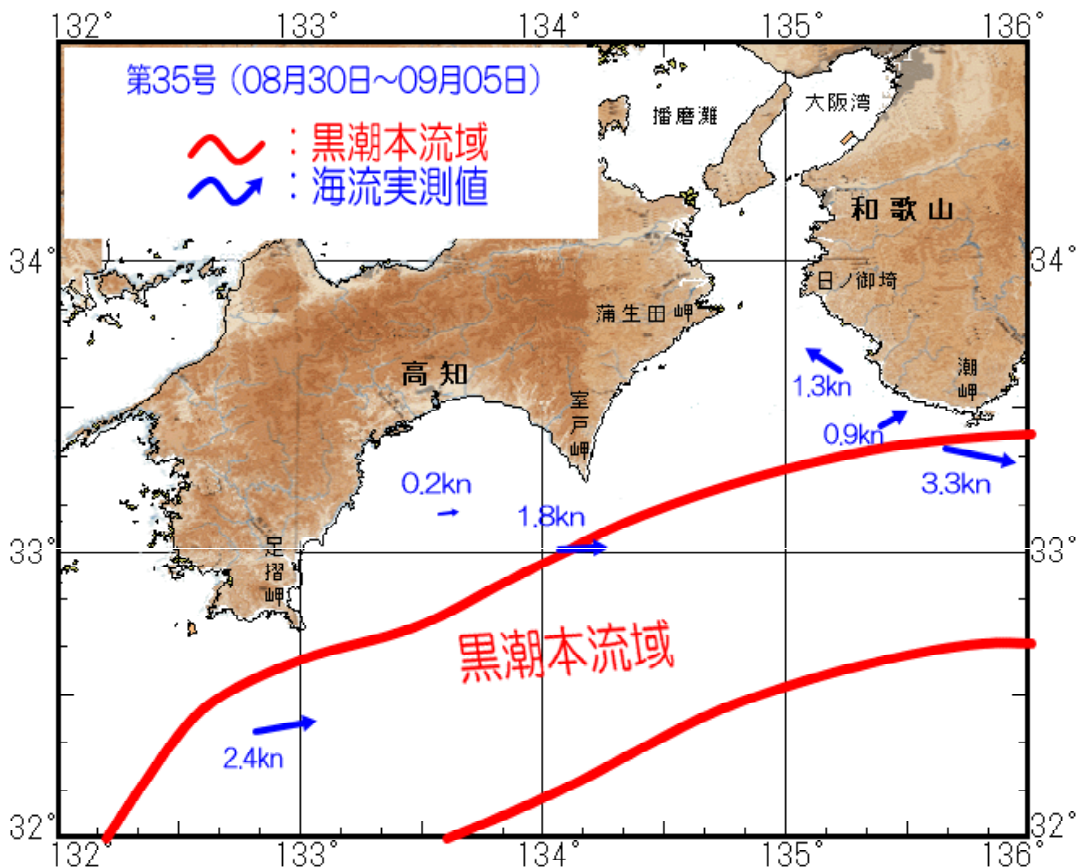 132° 133° 134° 135° 136°
第35号(08月30日～09月05日)
:黒潮本流域
:海流実測値
播磨灘
大阪湾
和歌山
34° 34°
日ノ御埼
蒲生田岬
潮岬
高知
室戸岬
1.3kn
0.9kn
3.3kn
0.2kn
1.8kn
33° 33°
足摺岬
黒潮本流域
2.4kn
32° 32°
132° 133° 134° 135° 136°